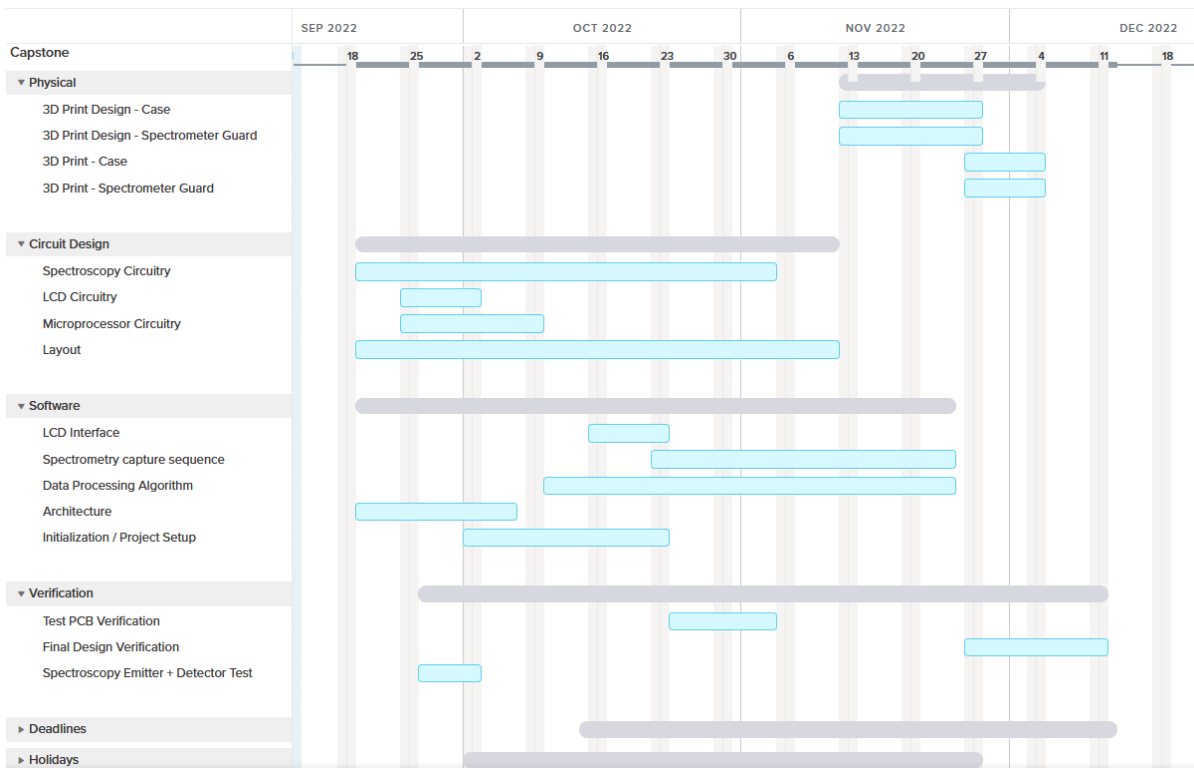 SEP 2022 OCT 2022 NOV 2022 DEC 2022
Capstone
18 25 2 9 16 23 30 6 13 20 27 4 11 18
Physical
3D Print Design - Case
3D Print Design - Spectrometer Guard
3D Print - Case
3D Print - Spectrometer Guard
Circuit Design
Spectroscopy Circuitry
LCD Circuitry
Microprocessor Circuitry
Layout
Software
LCD Interface
Spectrometry capture sequence
Data Processing Algorithm
Architecture
Initialization / Project Setup
Verification
Test PCB Verification
Final Design Verification
Spectroscopy Emitter + Detector Test
Deadlines
Holidays